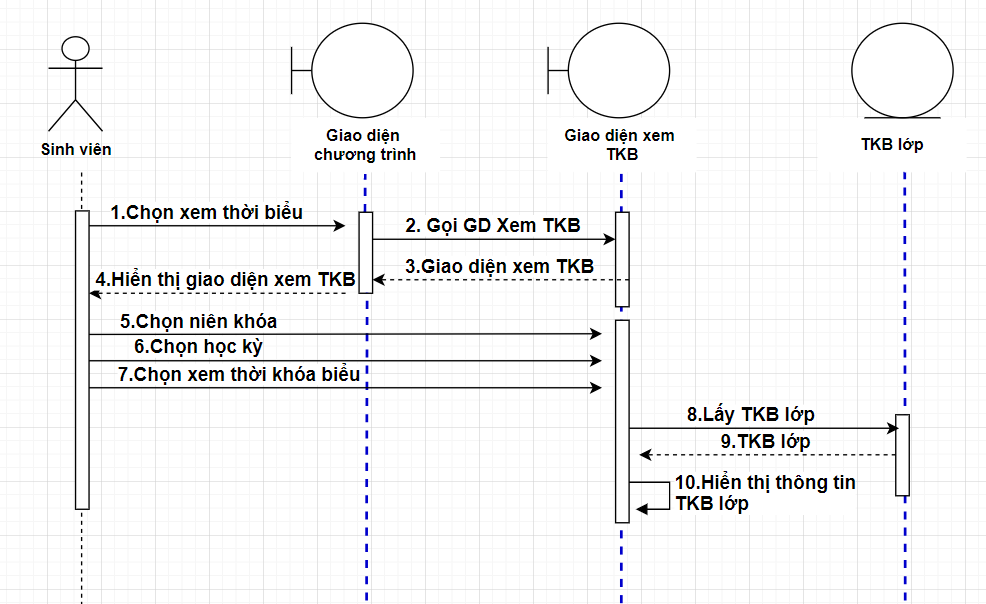 Sinh viên
Giao diện
chương trình
Giao diện xem
TKB
TKB lớp
1.Chọn xem thời biểu
2. Gọi GD Xem TKB
3.Giao diện xem TKB
4.Hiển thị giao diện xem TKB
5.Chọn niên khóa
6.Chọn học kỳ
7.Chọn xem thời khóa biểu
8.Lấy TKB lớp
9.TKB lớp
10.Hiển thị thông tin
TKB lớp